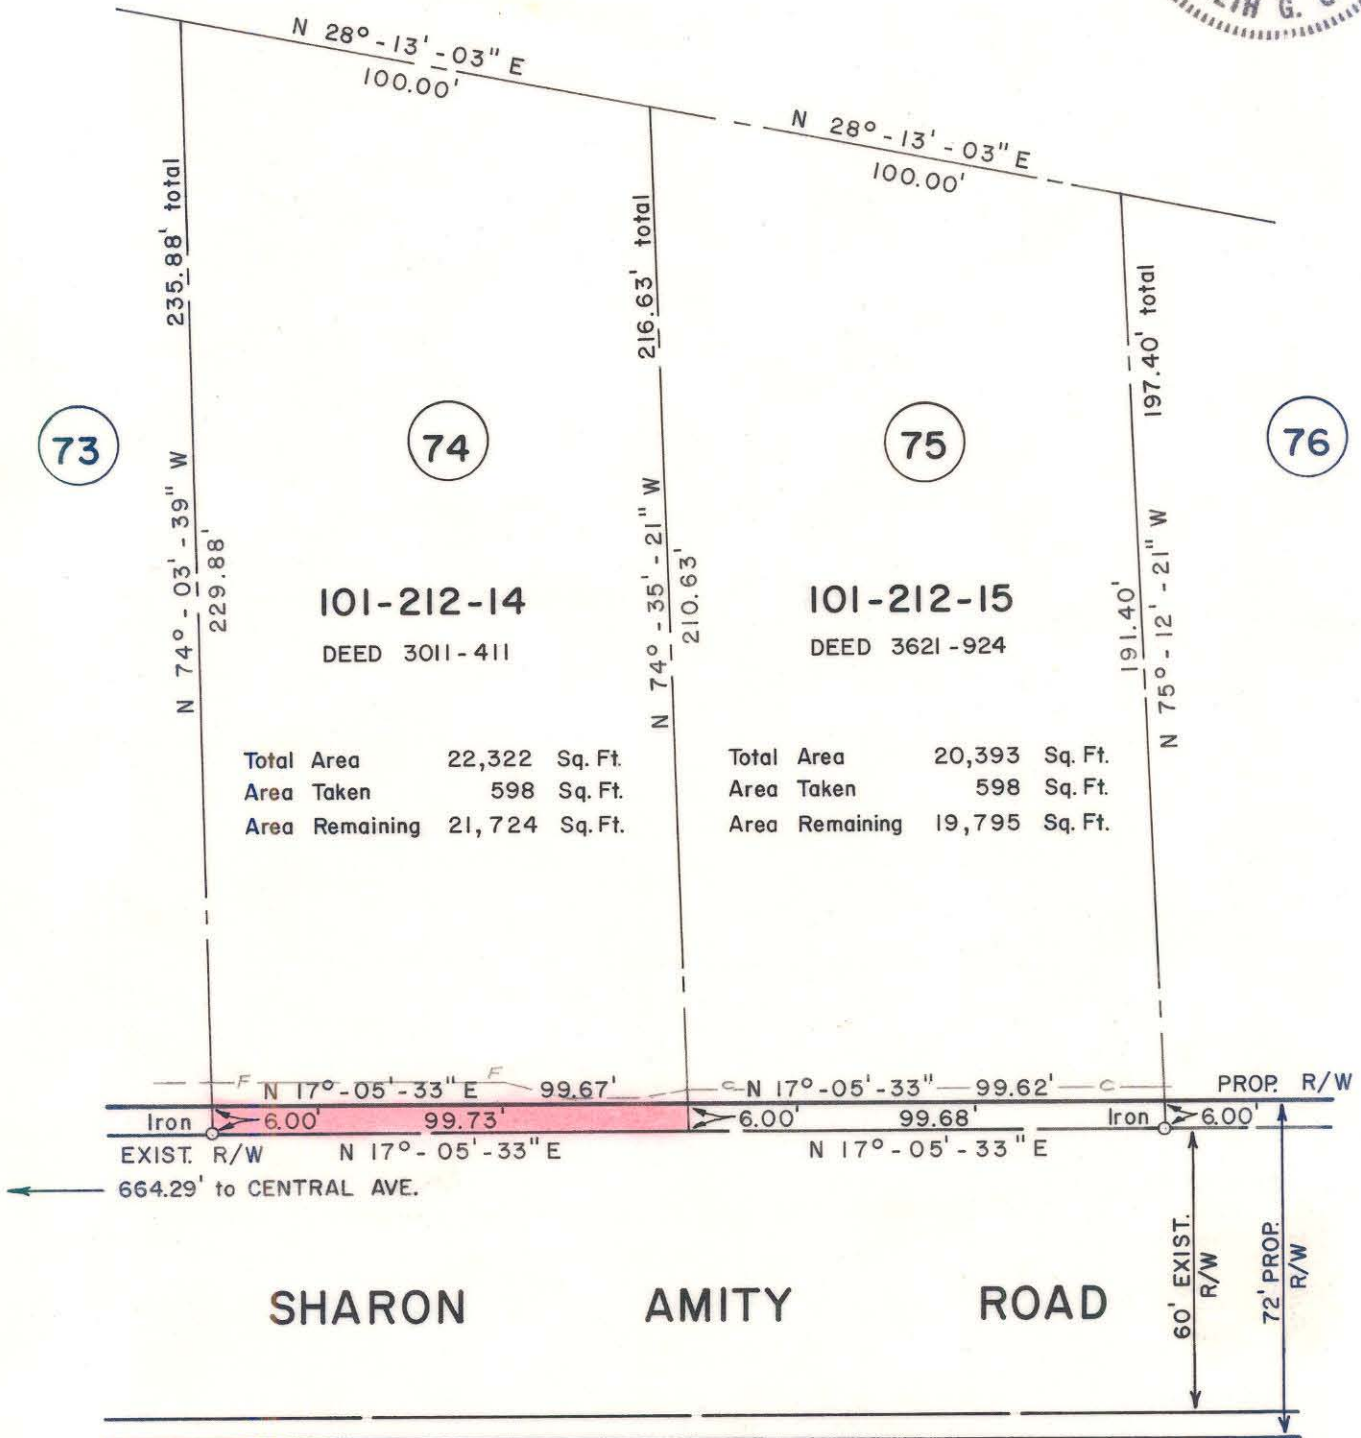 G.
N 28° - 13' - 03" E
100.00'
N 28° - 13' - 03" E
100.00'
235.88' total
216.63' total
197.40' total
73
74
75
76
N 74° - 03' - 39" W
229.88'
N 74° - 35' - 21" W
210.63'
191.40'
N 75° - 12' - 21" W
101-212-14
DEED 3011-411
101-212-15
DEED 3621-924
Total Area 22,322 Sq. Ft.
Area Taken 598 Sq. Ft.
Area Remaining 21,724 Sq. Ft.
Total Area 20,393 Sq. Ft.
Area Taken 598 Sq. Ft.
Area Remaining 19,795 Sq. Ft.
F N 17° - 05' - 33" E F 99.67' C N 17° - 05' - 33" 99.62' C PROP. R/W
Iron 6.00' 99.73' 6.00' 99.68' Iron 6.00'
EXIST. R/W N 17° - 05' - 33" E N 17° - 05' - 33" E
664.29' to CENTRAL AVE.
60' EXIST. R/W
72' PROP. R/W
SHARON AMITY ROAD